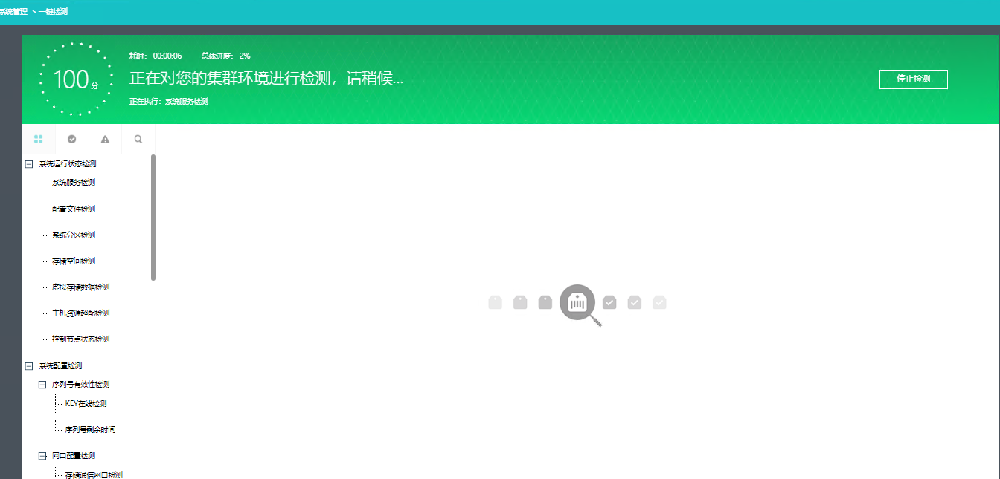 系统管理 > 一键检测
耗时： 00:00:06 总体进度： 2%
100分
正在对您的集群环境进行检测，请稍候...
停止检测
正在执行： 系统服务检测
系统运行状态检测
系统服务检测
配置文件检测
系统分区检测
存储空间检测
虚拟存储数据检测
主机资源超配检测
控制节点状态检测
系统配置检测
序列号有效性检测
KEY在线检测
序列号剩余时间
网口配置检测
存储通信网口检测